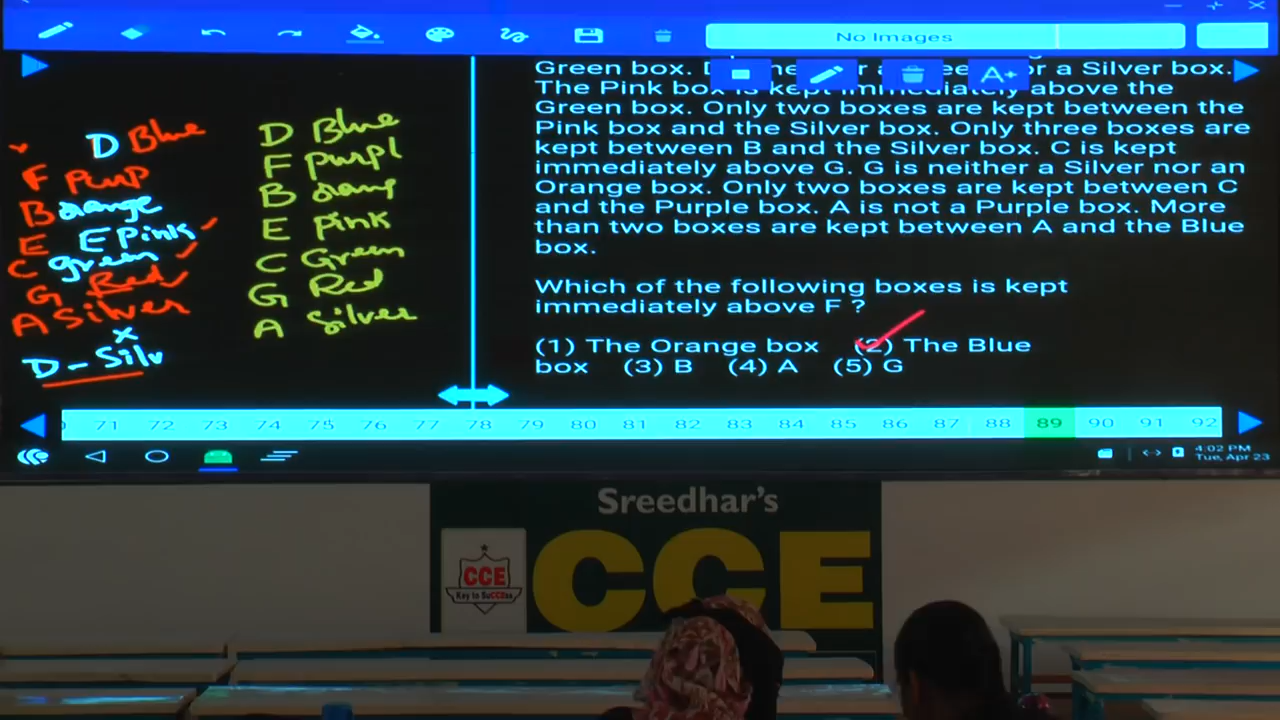 No Images
D Blue
F Purp
B Orange
E E Pink
C green
G Red
A Silver
x
D - Silv
D Blue
F Purpl
B Orang
E Pink
C Green
G Red
A Silver
Green box. a Silver box.
The Pink box is kept immediately above the
Green box. Only two boxes are kept between the
Pink box and the Silver box. Only three boxes are
kept between B and the Silver box. C is kept
immediately above G. G is neither a Silver nor an
Orange box. Only two boxes are kept between C
and the Purple box. A is not a Purple box. More
than two boxes are kept between A and the Blue
box.
Which of the following boxes is kept
immediately above F ?
(1) The Orange box (2) The Blue
box (3) B (4) A (5) G
A+
71 72 73 74 75 76 77 78 79 80 81 82 83 84 85 86 87 88 89 90 91 92
4:02 PM
Tue, Apr 23
Sreedhar's
CCE
CCE
Key to SuCCEss